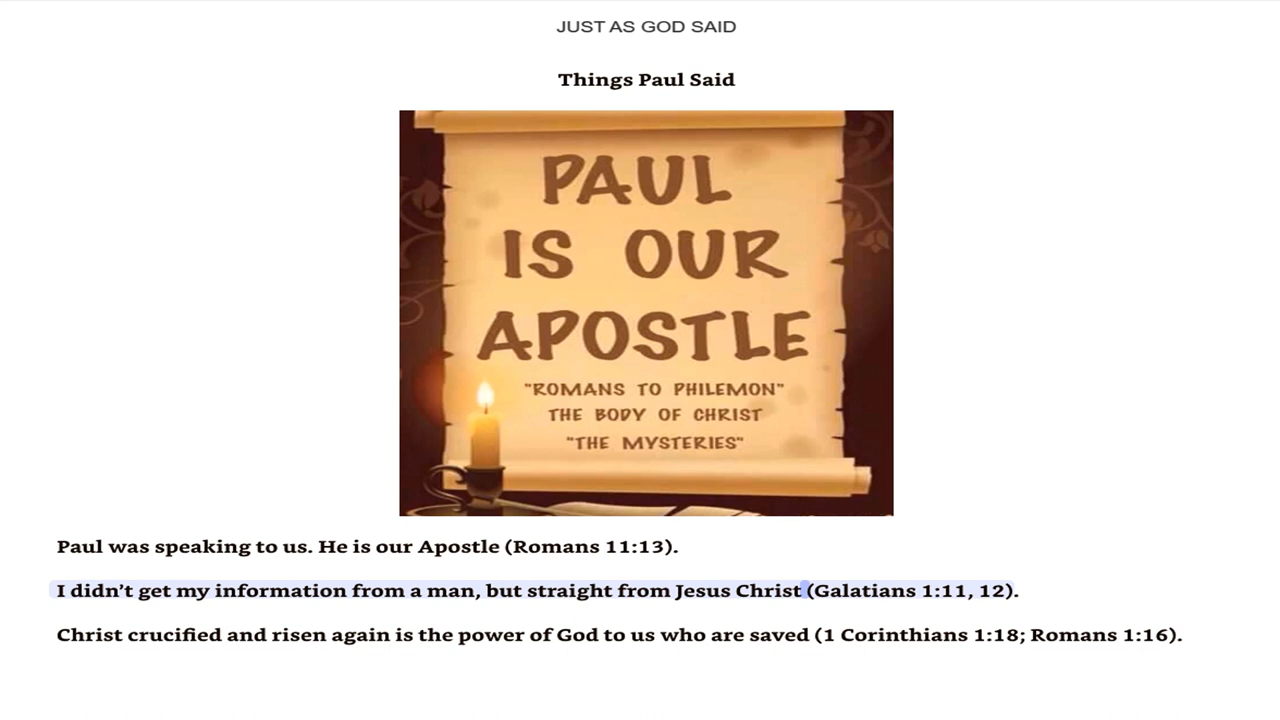 JUST AS GOD SAID
Things Paul Said
PAUL
IS OUR
APOSTLE
"ROMANS TO PHILEMON"
THE BODY OF CHRIST
"THE MYSTERIES"
Paul was speaking to us. He is our Apostle (Romans 11:13).
I didn’t get my information from a man, but straight from Jesus Christ (Galatians 1:11, 12).
Christ crucified and risen again is the power of God to us who are saved (1 Corinthians 1:18; Romans 1:16).